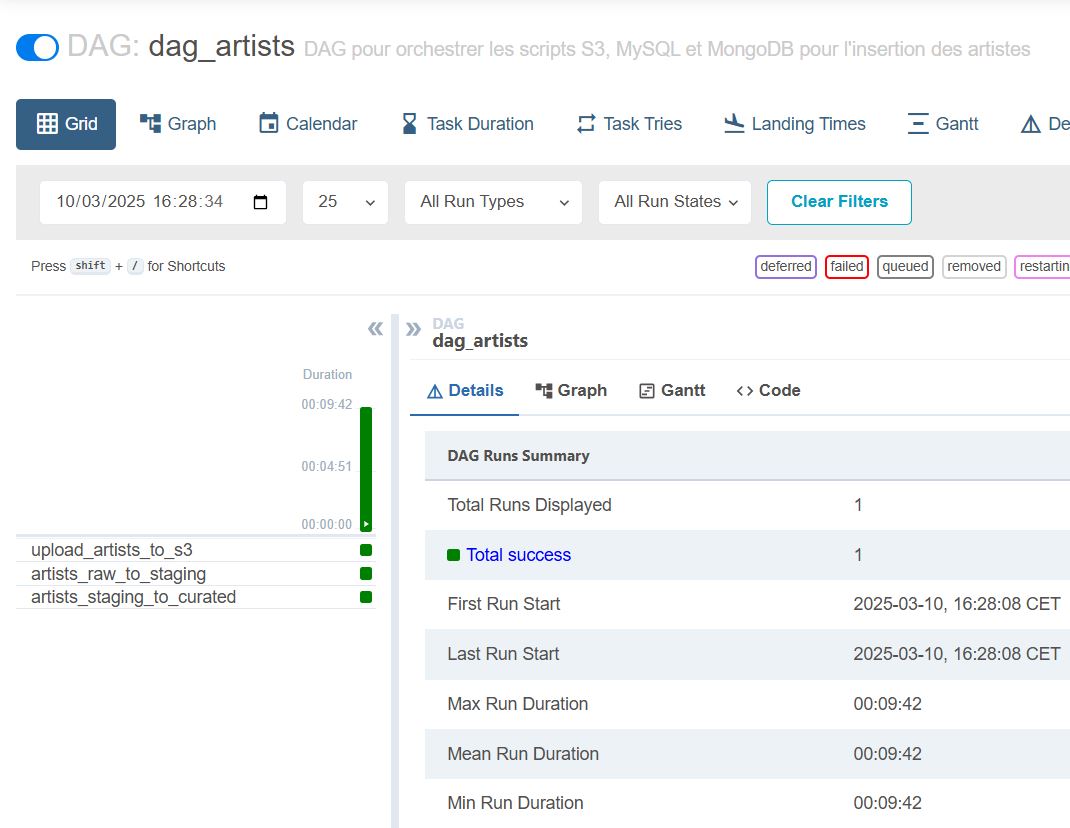 DAG: dag_artists DAG pour orchestrer les scripts S3, MySQL et MongoDB pour l'insertion des artistes
Grid Graph Calendar Task Duration Task Tries Landing Times Gantt De
10/03/2025 16:28:34 25 All Run Types All Run States Clear Filters
Press shift + / for Shortcuts deferred failed queued removed restartin
DAG
dag_artists
Details Graph Gantt Code
Duration
00:09:42
00:04:51
00:00:00
upload_artists_to_s3
artists_raw_to_staging
artists_staging_to_curated
DAG Runs Summary
Total Runs Displayed 1
Total success 1
First Run Start 2025-03-10, 16:28:08 CET
Last Run Start 2025-03-10, 16:28:08 CET
Max Run Duration 00:09:42
Mean Run Duration 00:09:42
Min Run Duration 00:09:42